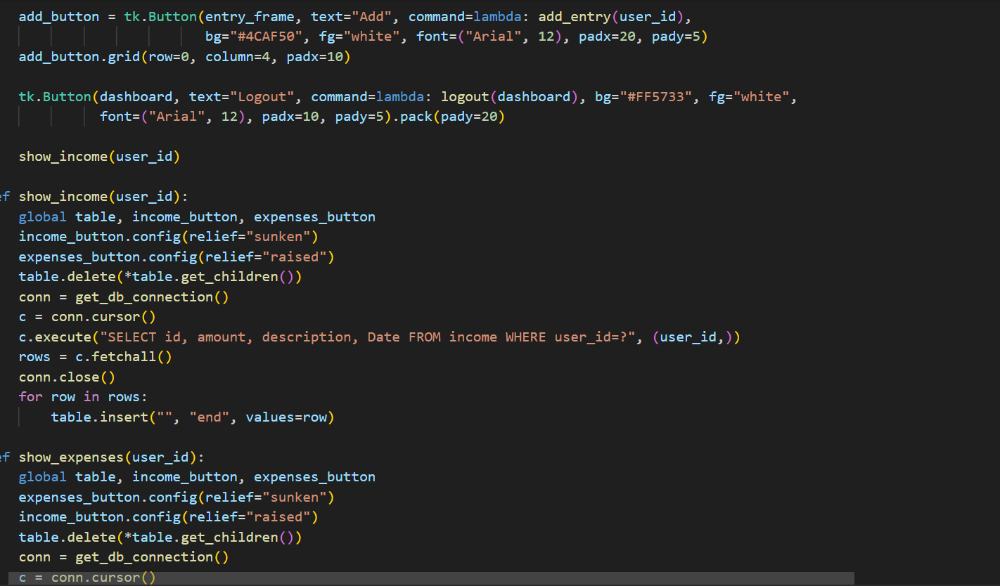 add_button = tk.Button(entry_frame, text="Add", command=lambda: add_entry(user_id),
bg="#4CAF50", fg="white", font=("Arial", 12), padx=20, pady=5)
add_button.grid(row=0, column=4, padx=10)
tk.Button(dashboard, text="Logout", command=lambda: logout(dashboard), bg="#FF5733", fg="white",
font=("Arial", 12), padx=10, pady=5).pack(pady=20)
show_income(user_id)
ef show_income(user_id):
global table, income_button, expenses_button
income_button.config(relief="sunken")
expenses_button.config(relief="raised")
table.delete(*table.get_children())
conn = get_db_connection()
c = conn.cursor()
c.execute("SELECT id, amount, description, Date FROM income WHERE user_id=?", (user_id,))
rows = c.fetchall()
conn.close()
for row in rows:
table.insert("", "end", values=row)
ef show_expenses(user_id):
global table, income_button, expenses_button
expenses_button.config(relief="sunken")
income_button.config(relief="raised")
table.delete(*table.get_children())
conn = get_db_connection()
c = conn.cursor()